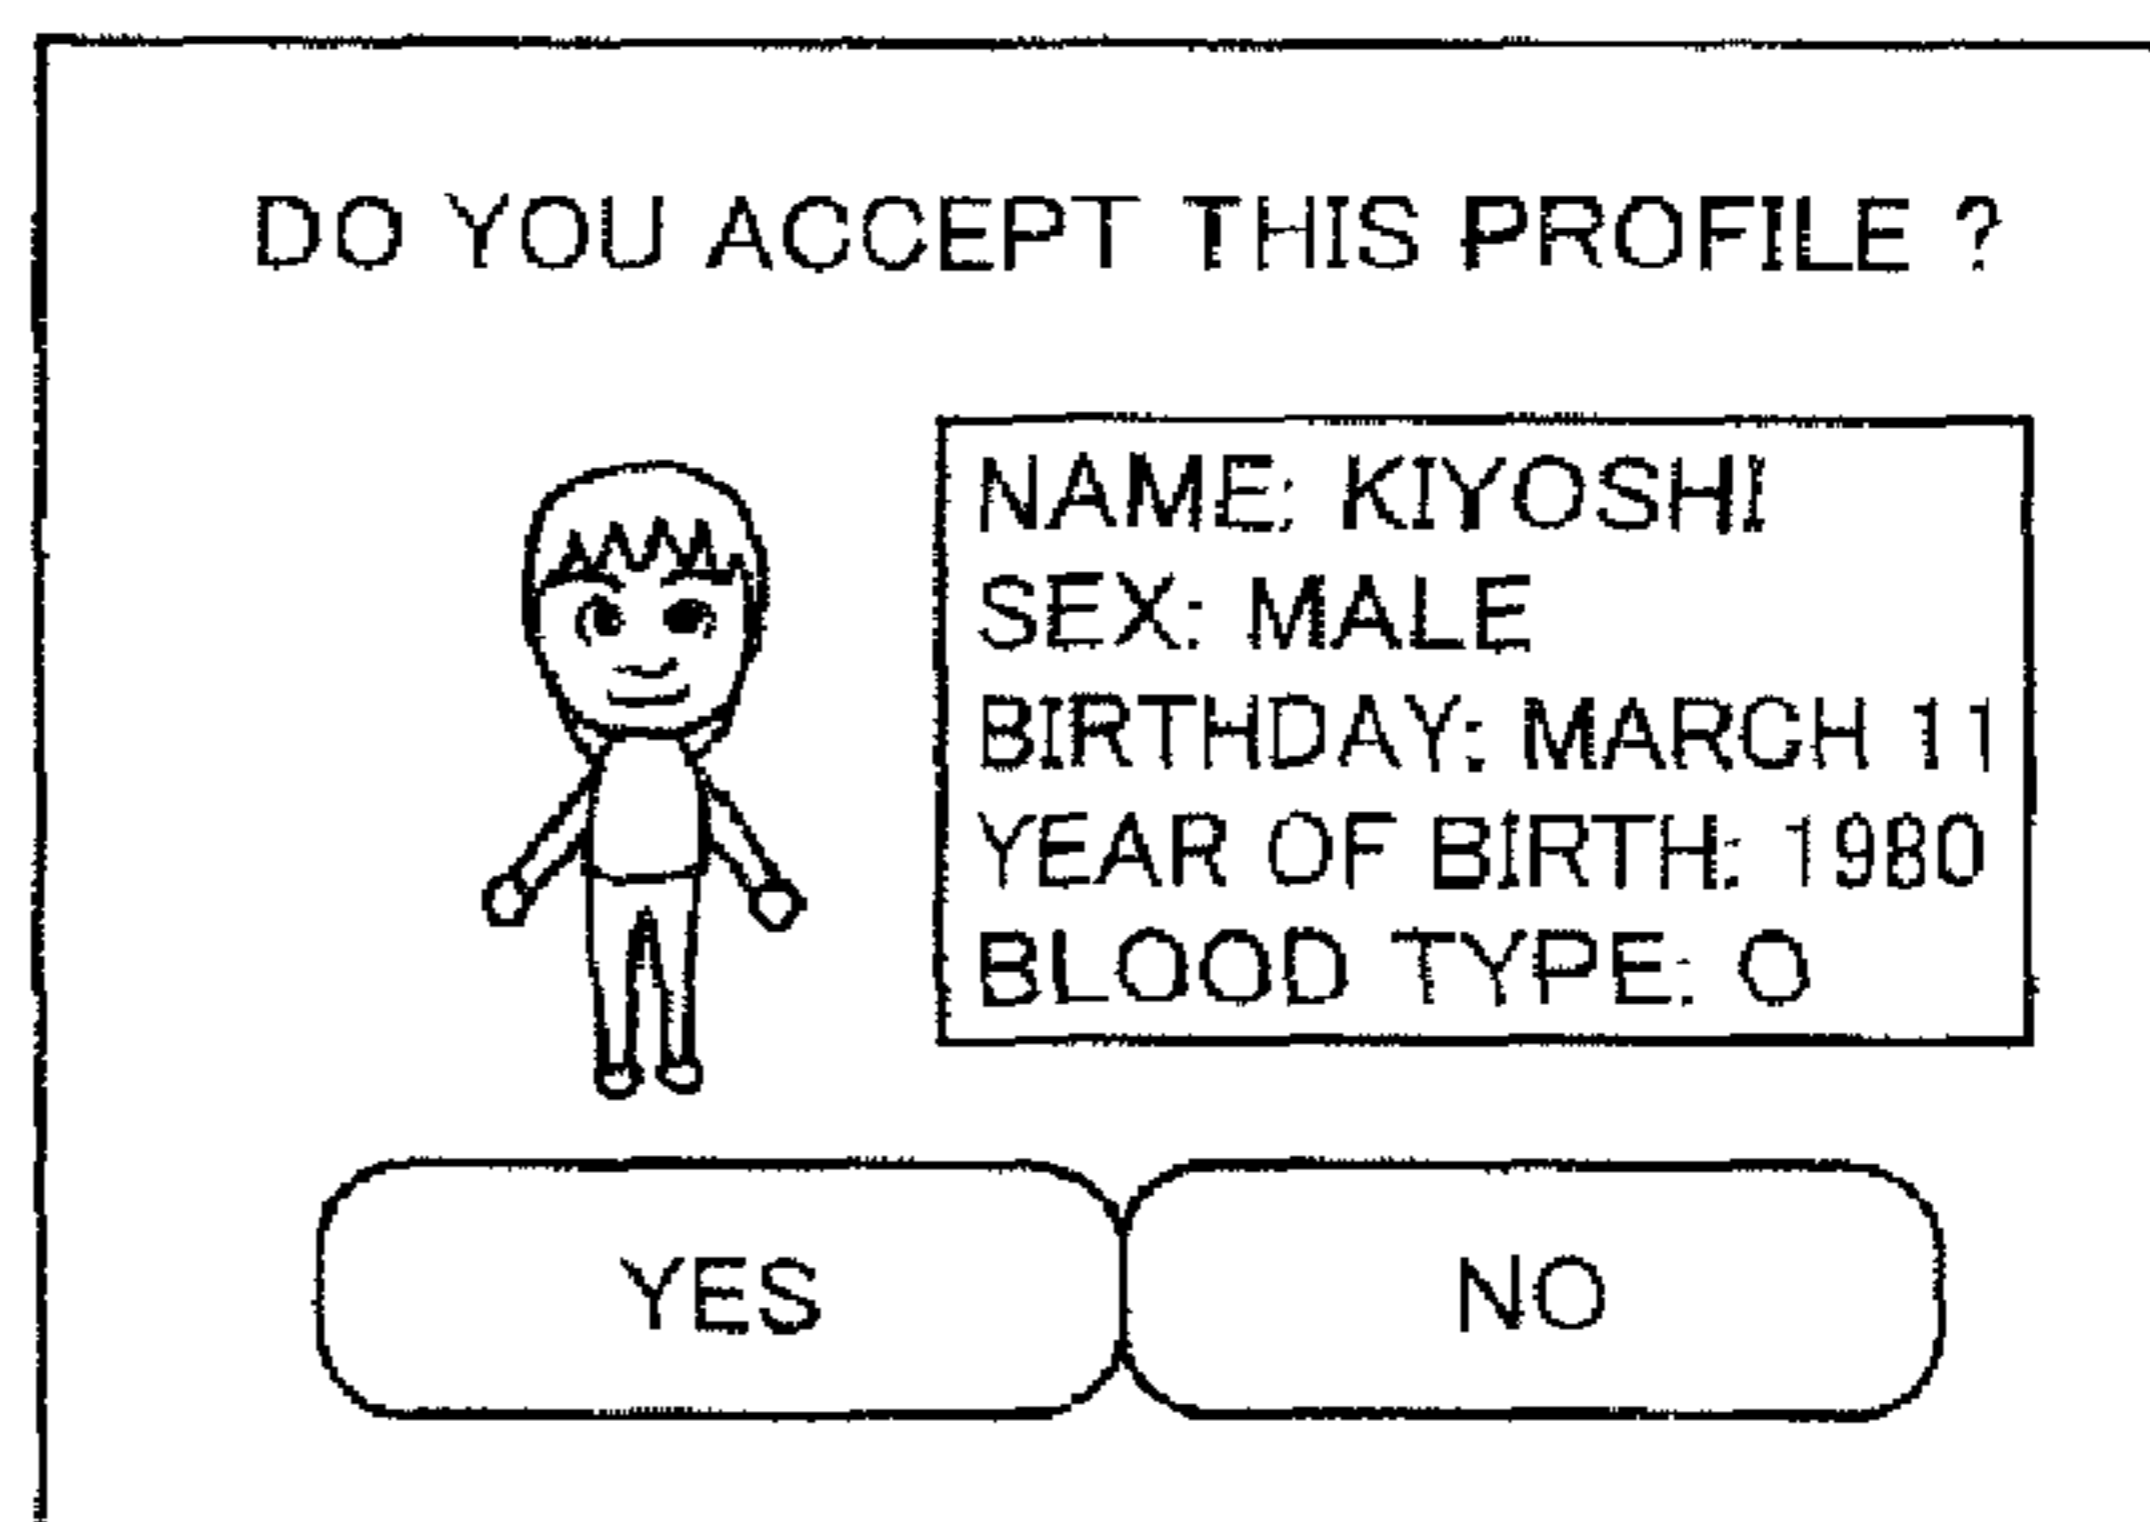 DO YOU ACCEPT THIS PROFILE ?
NAME: KIYOSHI
SEX: MALE
BIRTHDAY: MARCH 11
YEAR OF BIRTH: 1980
BLOOD TYPE: O
YES
NO